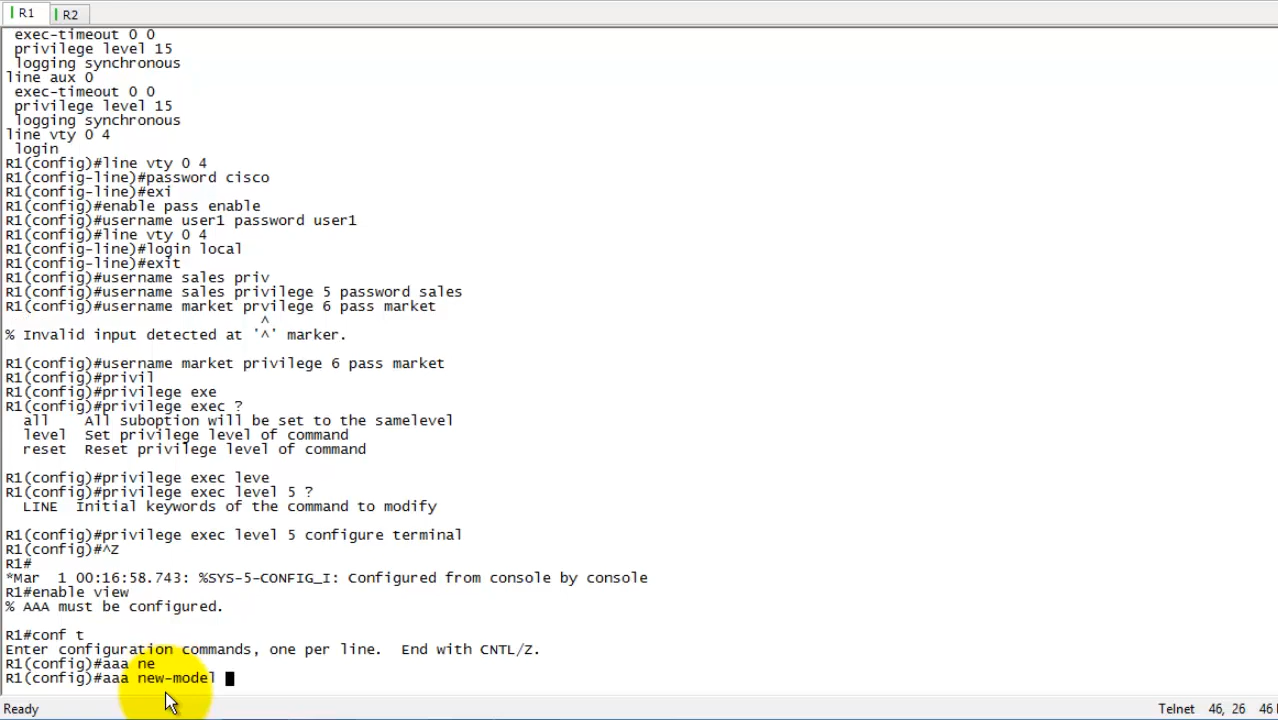 R1
R2
exec-timeout 0 0
privilege level 15
logging synchronous
line aux 0
exec-timeout 0 0
privilege level 15
logging synchronous
line vty 0 4
login
R1(config)#line vty 0 4
R1(config-line)#password cisco
R1(config-line)#exi
R1(config)#enable pass enable
R1(config)#username user1 password user1
R1(config)#line vty 0 4
R1(config-line)#login local
R1(config-line)#exit
R1(config)#username sales priv
R1(config)#username sales privilege 5 password sales
R1(config)#username market prvilege 6 pass market
^
% Invalid input detected at '^' marker.
R1(config)#username market privilege 6 pass market
R1(config)#privil
R1(config)#privilege exe
R1(config)#privilege exec ?
all    All suboption will be set to the samelevel
level  Set privilege level of command
reset  Reset privilege level of command
R1(config)#privilege exec leve
R1(config)#privilege exec level 5 ?
LINE  Initial keywords of the command to modify
R1(config)#privilege exec level 5 configure terminal
R1(config)#^Z
R1#
*Mar  1 00:16:58.743: %SYS-5-CONFIG_I: Configured from console by console
R1#enable view
% AAA must be configured.
R1#conf t
Enter configuration commands, one per line.  End with CNTL/Z.
R1(config)#aaa ne
R1(config)#aaa new-model
Ready
Telnet 46, 26 46